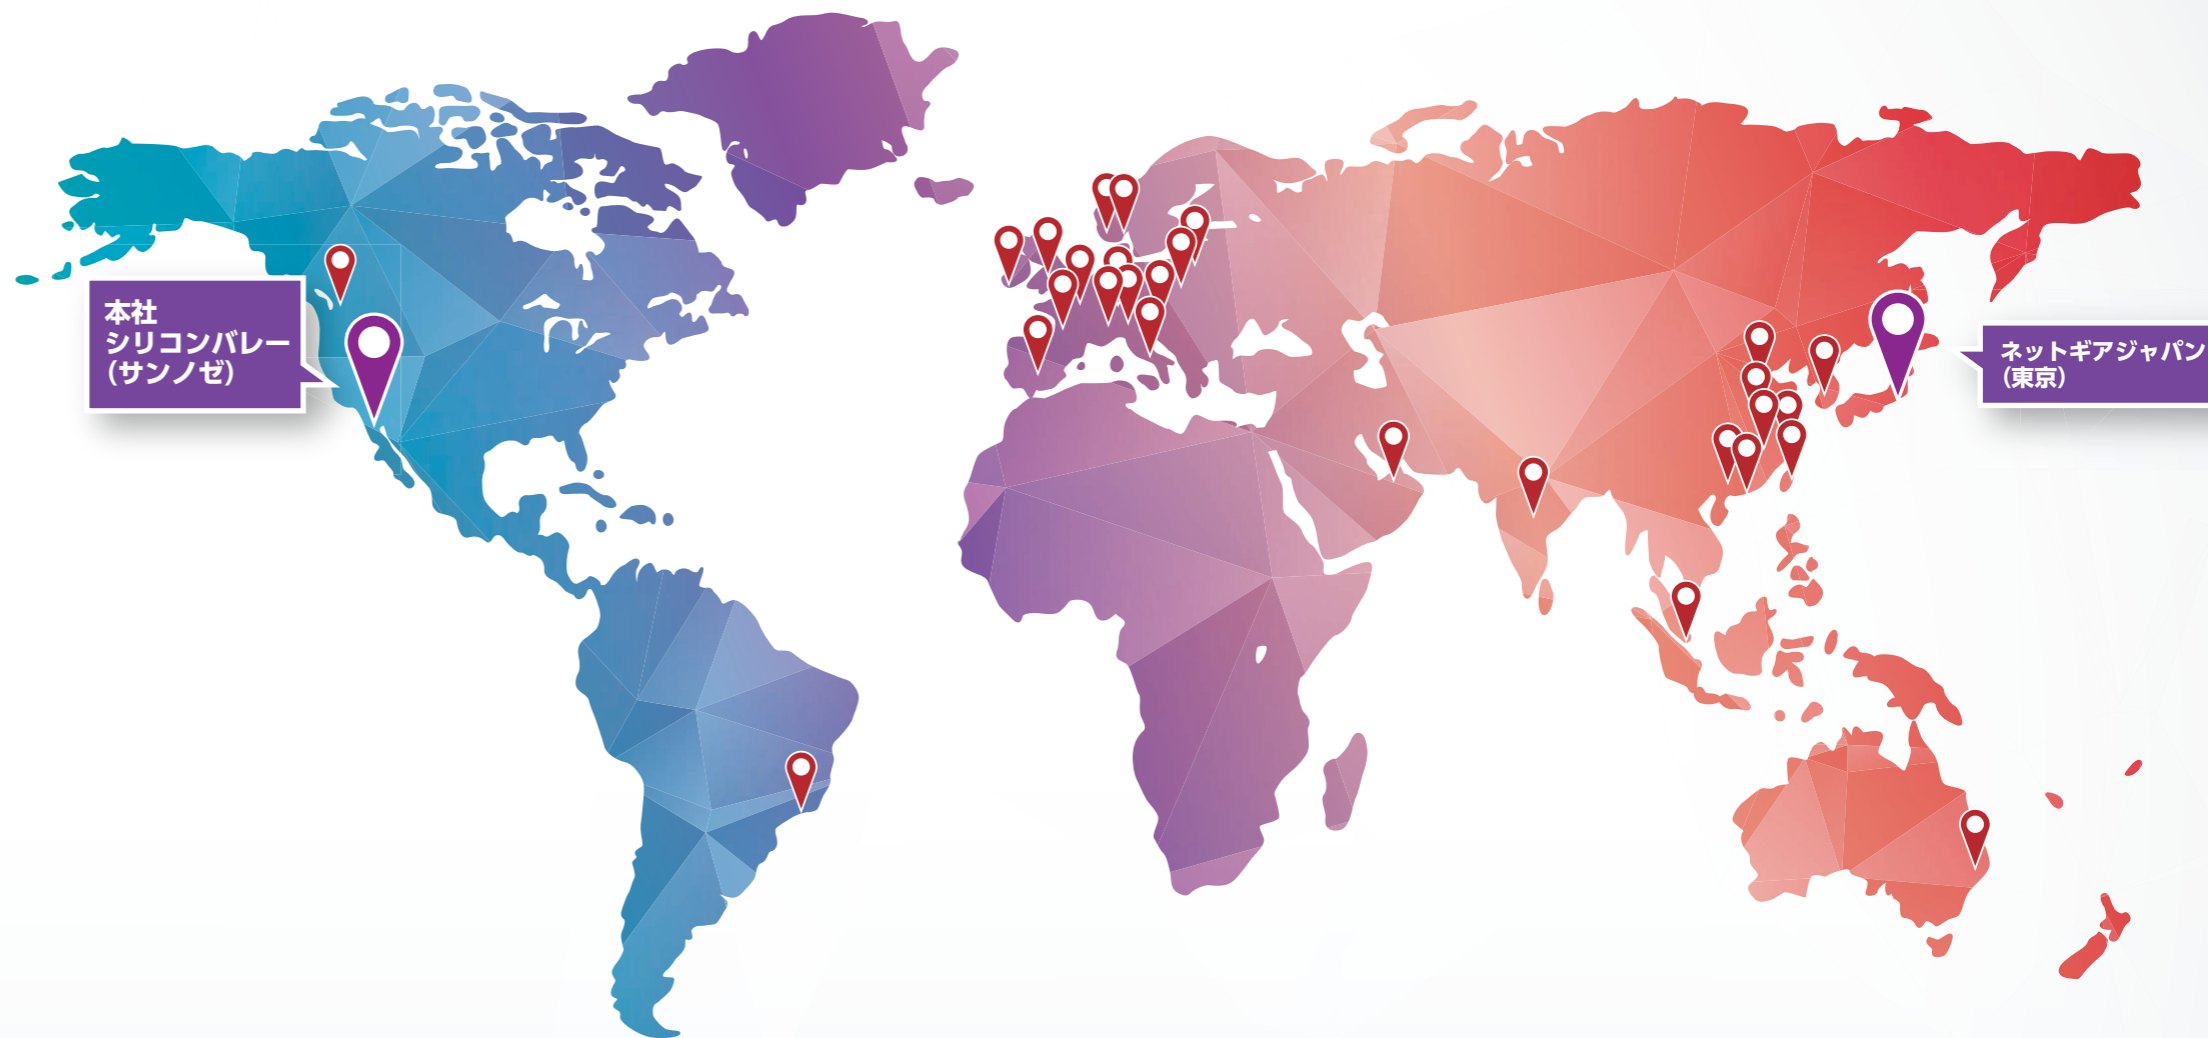 本社
シリコンバレー
(サンノゼ)
ネットギアジャパン
(東京)